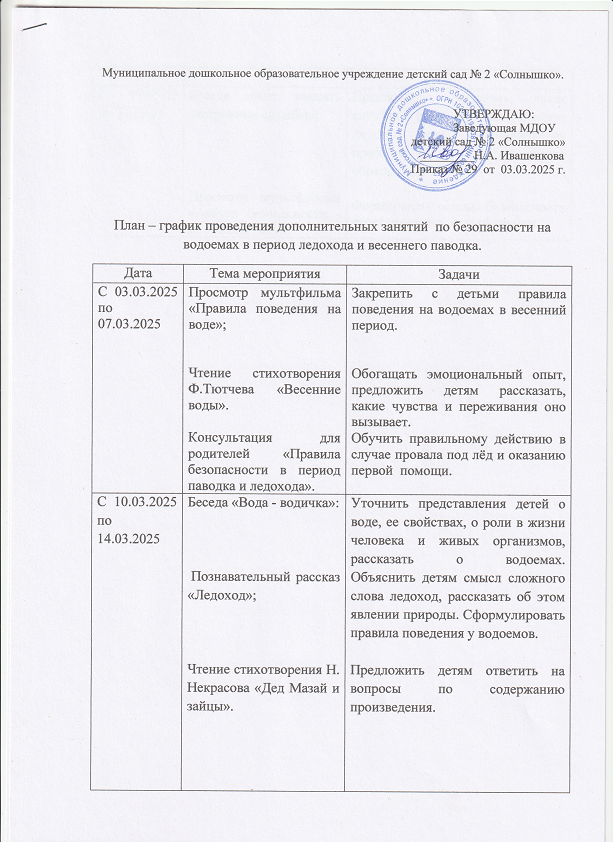 Муниципальное дошкольное образовательное учреждение детский сад № 2 «Солнышко».
УТВЕРЖДАЮ:
Заведующая МДОУ
детский сад № 2 «Солнышко»
Н.А. Ивашенкова
Приказ № 29 от 03.03.2025 г.
План – график проведения дополнительных занятий по безопасности на
водоемах в период ледохода и весеннего паводка.
Дата
Тема мероприятия
Задачи
С 03.03.2025
по
07.03.2025
Просмотр мультфильма
«Правила поведения на
воде»;
Закрепить с детьми правила
поведения на водоемах в весенний
период.
Чтение стихотворения
Ф.Тютчева «Весенние
воды».
Обогащать эмоциональный опыт,
предложить детям рассказать,
какие чувства и переживания оно
вызывает.
Консультация для
родителей «Правила
безопасности в период
паводка и ледохода».
Обучить правильному действию в
случае провала под лёд и оказанию
первой помощи.
С 10.03.2025
по
14.03.2025
Беседа «Вода - водичка»:
Уточнить представления детей о
воде, ее свойствах, о роли в жизни
человека и живых организмов,
рассказать о водоемах.
Познавательный рассказ
«Ледоход»;
Объяснить детям смысл сложного
слова ледоход, рассказать об этом
явлении природы. Сформулировать
правила поведения у водоемов.
Чтение стихотворения Н.
Некрасова «Дед Мазай и
зайцы».
Предложить детям ответить на
вопросы по содержанию
произведения.